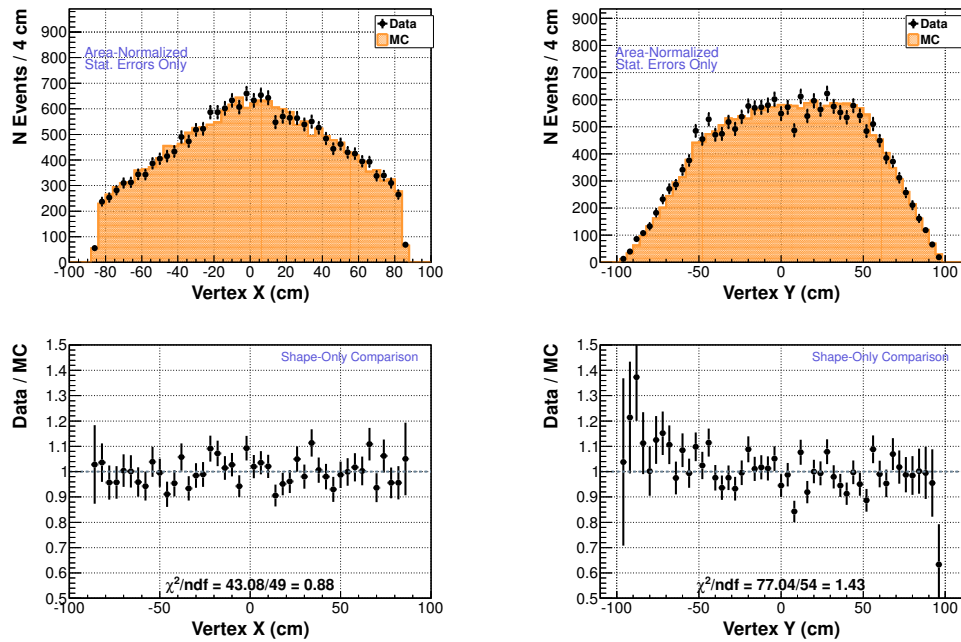 N Events / 4 cm
900
800
700
600
500
400
300
200
100
0
Area-Normalized
Stat. Errors Only
Data
MC
-100 -80 -60 -40 -20 0 20 40 60 80 100
Vertex X (cm)
N Events / 4 cm
900
800
700
600
500
400
300
200
100
0
Area-Normalized
Stat. Errors Only
Data
MC
-100 -50 0 50 100
Vertex Y (cm)
Data / MC
1.5
1.4
1.3
1.2
1.1
1
0.9
0.8
0.7
0.6
0.5
Shape-Only Comparison
χ²/ndf = 43.08/49 = 0.88
-100 -50 0 50 100
Vertex X (cm)
Data / MC
1.5
1.4
1.3
1.2
1.1
1
0.9
0.8
0.7
0.6
0.5
Shape-Only Comparison
χ²/ndf = 77.04/54 = 1.43
-100 -50 0 50 100
Vertex Y (cm)